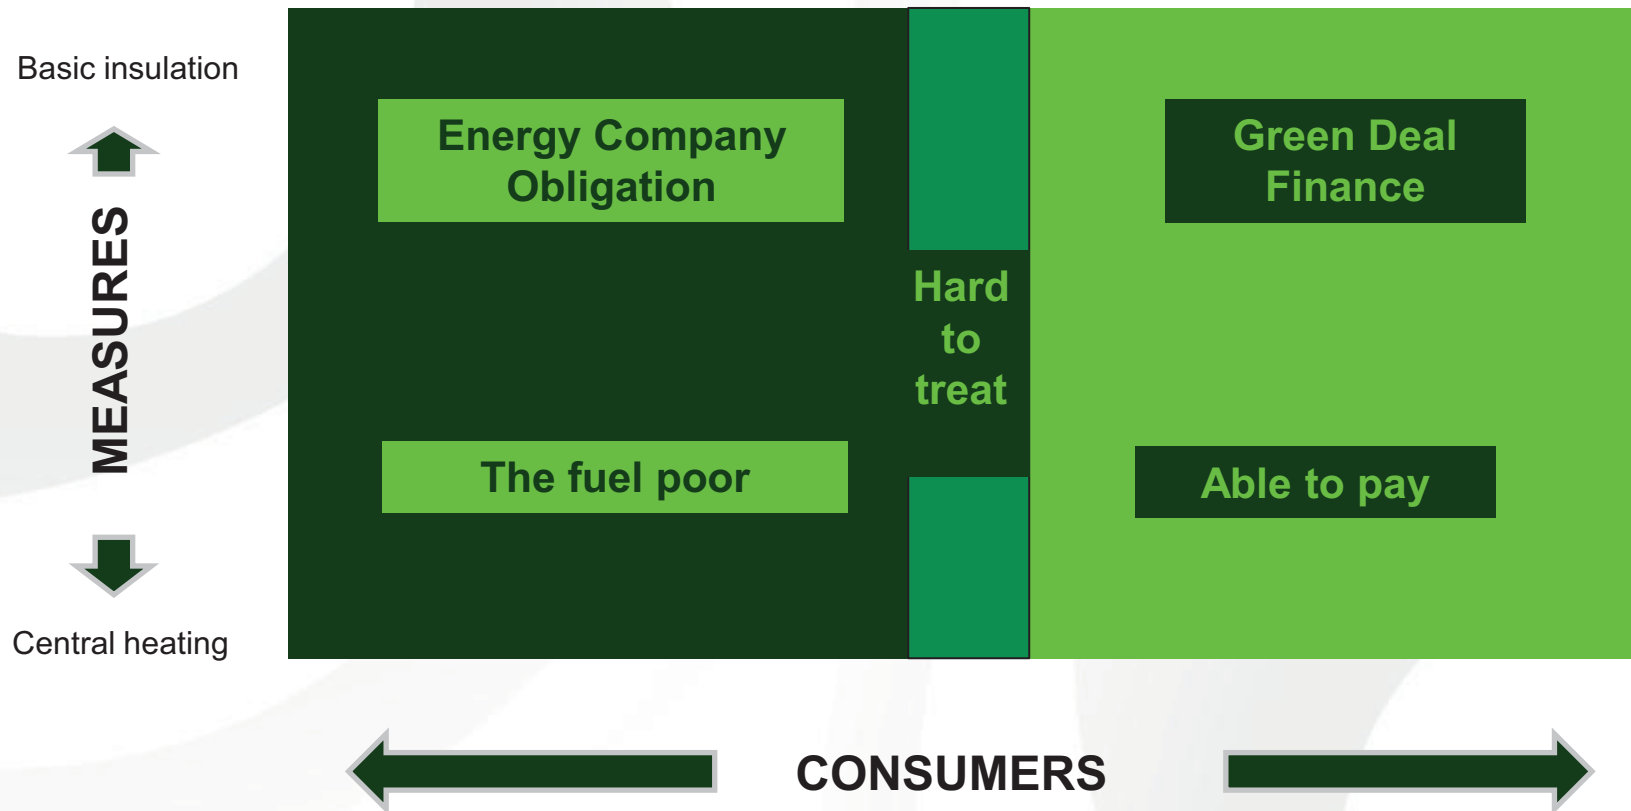 Basic insulation
MEASURES
Central heating
Energy Company
Obligation
The fuel poor
Hard
to
treat
Green Deal
Finance
Able to pay
CONSUMERS